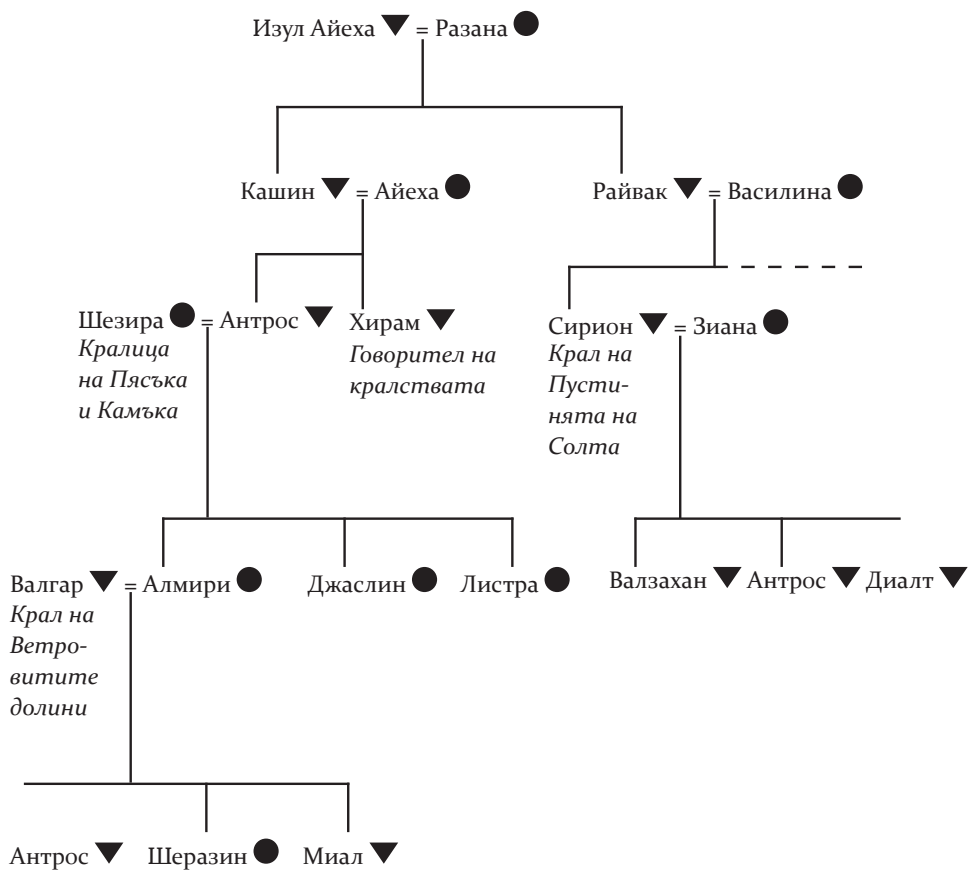 Изул Айеха = Разана
Кашин = Айеха
Райвак = Василина
Шезира = Антрос
Кралица
на Пясъка
и Камъка
Хирам
Говорител на
кралствата
Сирион = Зиана
Крал на
Пусти-
нята на
Солта
Валгар = Алмири
Крал на
Ветро-
витите
долини
Джаслин
Листра
Валзахан
Антрос
Диалт
Антрос
Шеразин
Миал